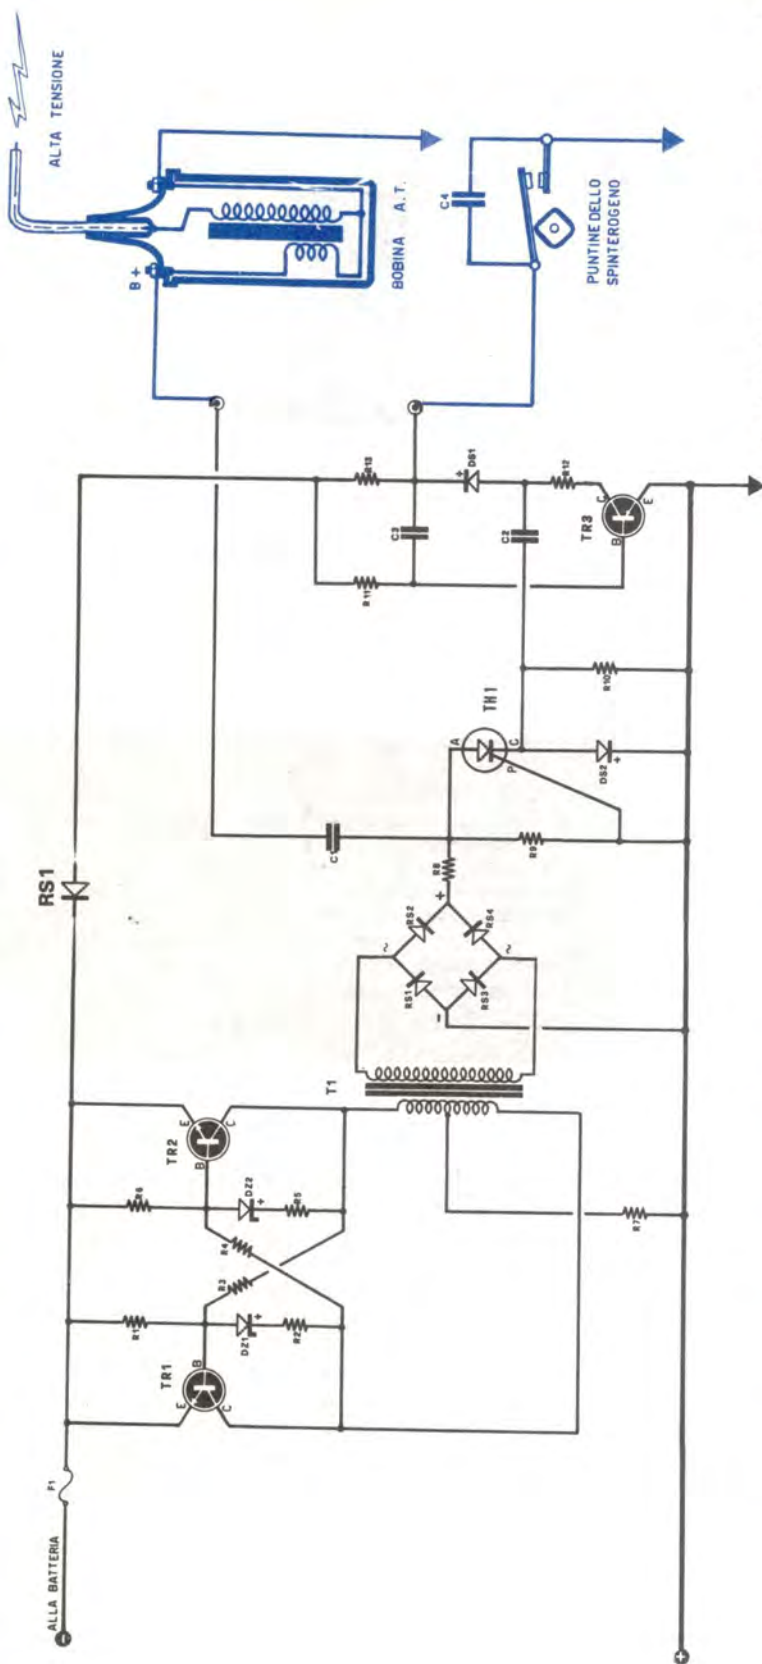 ALTA TENSIONE
B +
BOBINA A.T.
C4
PUNTINE DELLO
SPINTEROGENO
RS1
R13
DS1
R12
C
E
B
TR3
C3
C2
R11
R10
TH1
A
C
P
DS2
C1
R9
R8
+
RS2
RS4
~
~
RS1
RS3
-
T1
E
C
B
TR2
R6
DZ2
+
R5
R4
R3
R7
R1
DZ1
+
R2
E
C
B
TR1
F1
ALLA BATTERIA
-
+